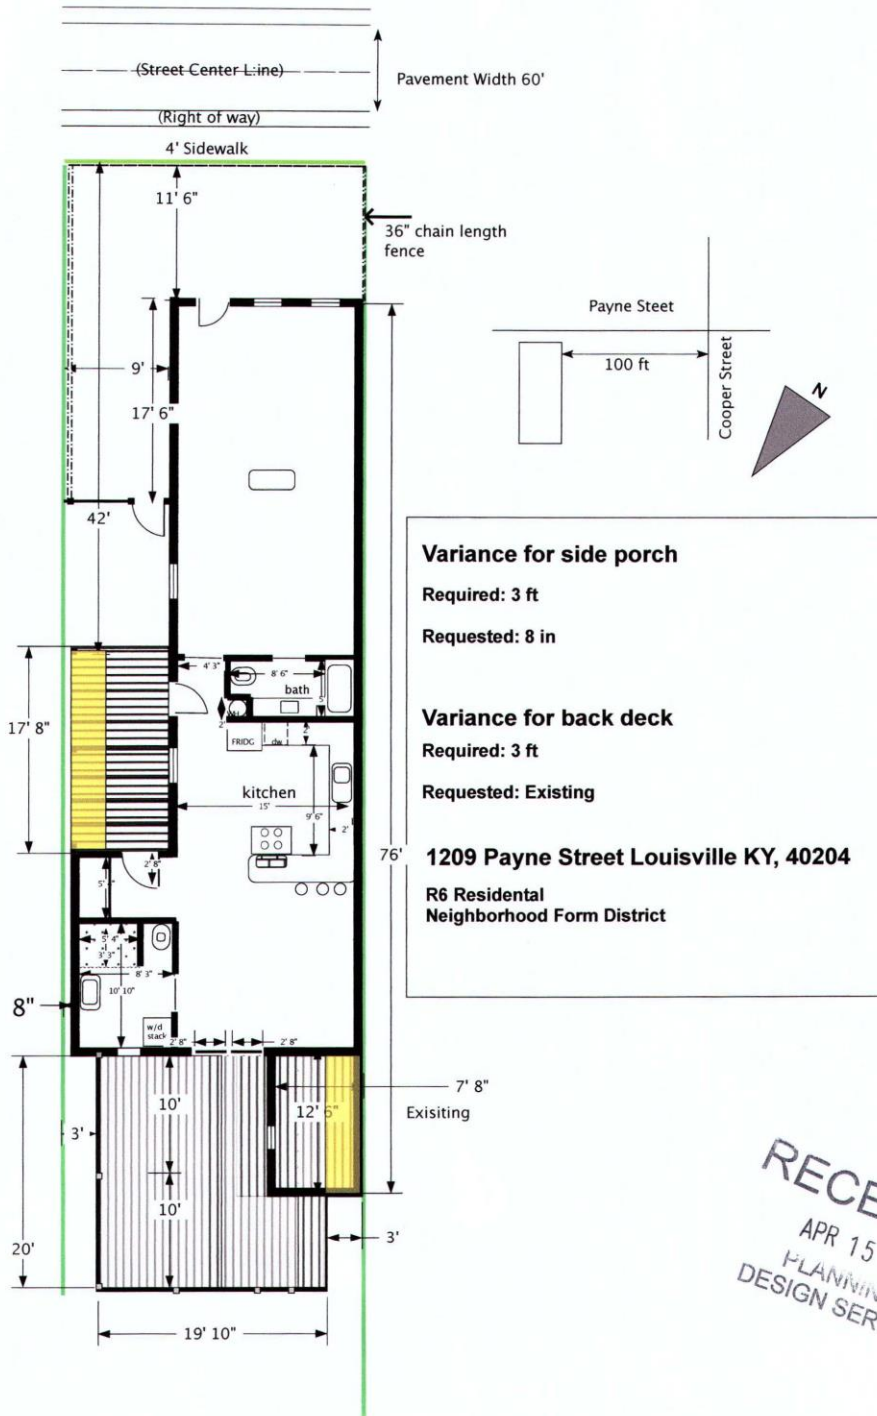 (Street Center L:ine)
Pavement Width 60'
(Right of way)
4' Sidewalk
11' 6"
36" chain length
fence
Payne Steet
100 ft
Cooper Street
N
9'
17' 6"
42'
Variance for side porch
Required: 3 ft
Requested: 8 in
Variance for back deck
Required: 3 ft
Requested: Existing
1209 Payne Street Louisville KY, 40204
R6 Residental
Neighborhood Form District
4' 3"
8' 6"
bath
5'
2'
FRIDG
dw
2'
17' 8"
kitchen
15"
9' 6"
2'
76'
2' 8"
5' 4"
3' 3"
8' 3"
10' 10"
8"
w/d
stack
2' 8"
2' 8"
10'
12' 6"
7' 8"
Exisiting
3'
10'
20'
3'
19' 10"
RECE
APR 15
PLANNIN
DESIGN SER